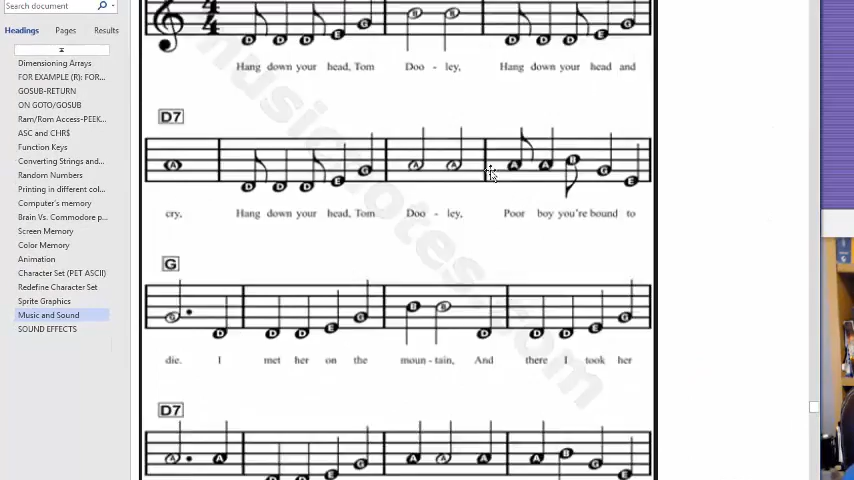 Search document
Headings Pages Results
Dimensioning Arrays
FOR EXAMPLE (R): FOR...
GOSUB-RETURN
ON GOTO/GOSUB
Ram/Rom Access-PEEK...
ASC and CHR$
Function Keys
Converting Strings and...
Random Numbers
Printing in different col...
Computer's memory
Brain Vs. Commodore p...
Screen Memory
Color Memory
Animation
Character Set (PET ASCII)
Redefine Character Set
Sprite Graphics
Music and Sound
SOUND EFFECTS
4
4
D D D E G B B D D D E G
Hang down your head, Tom Doo - ley, Hang down your head and
D7
A D D D E G A A A A B G E
cry, Hang down your head, Tom Doo - ley, Poor boy you're bound to
G
G D D D E G B B D D D E G
die. I met her on the moun - tain, And there I took her
D7
A A D D E G A A A A B G E
musicnotes.com